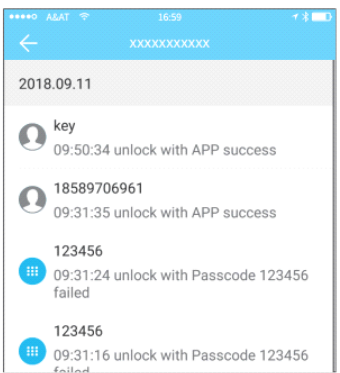 A&AT 16:59
XXXXXXXXXXX
2018.09.11
key
09:50:34 unlock with APP success
18589706961
09:31:35 unlock with APP success
123456
09:31:24 unlock with Passcode 123456
failed
123456
09:31:16 unlock with Passcode 123456
failed